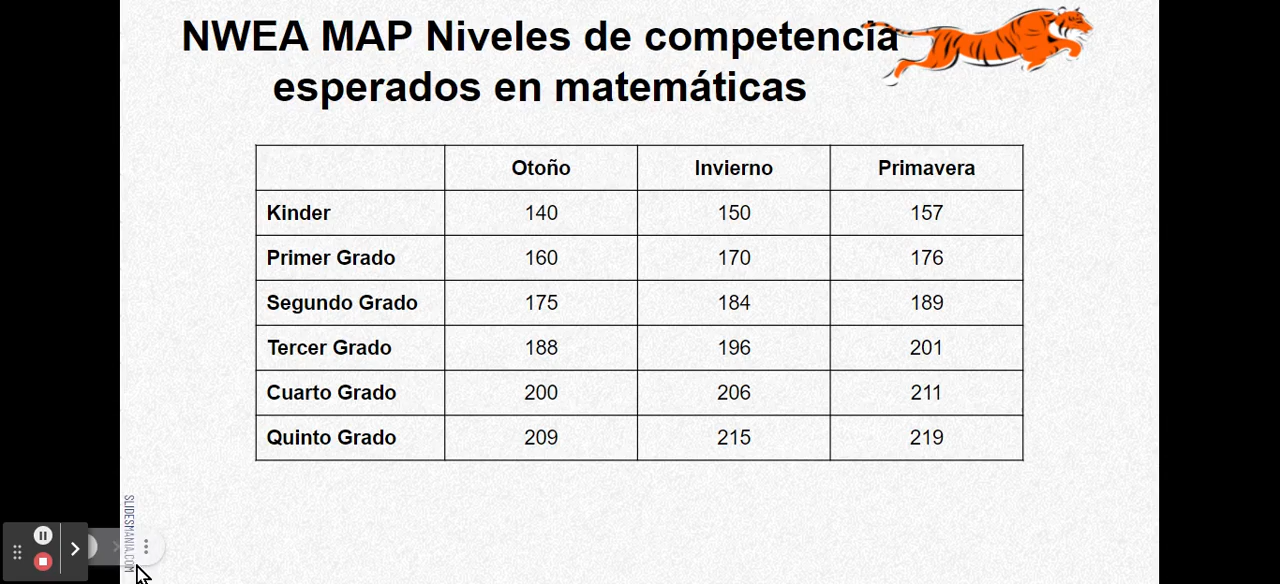 NWEA MAP Niveles de competencia
esperados en matemáticas
Otoño Invierno Primavera
Kinder 140 150 157
Primer Grado 160 170 176
Segundo Grado 175 184 189
Tercer Grado 188 196 201
Cuarto Grado 200 206 211
Quinto Grado 209 215 219
SLIDESMANIA.COM